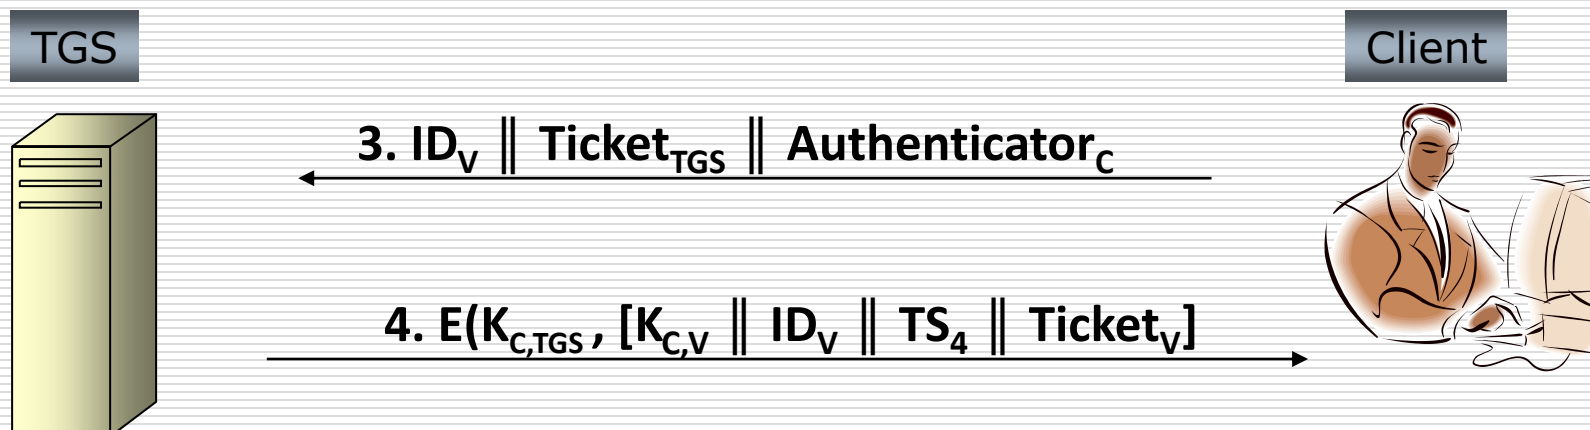 TGS
Client
3. ID_V ‖ Ticket_TGS ‖ Authenticator_C
4. E(K_C,TGS , [K_C,V ‖ ID_V ‖ TS_4 ‖ Ticket_V]